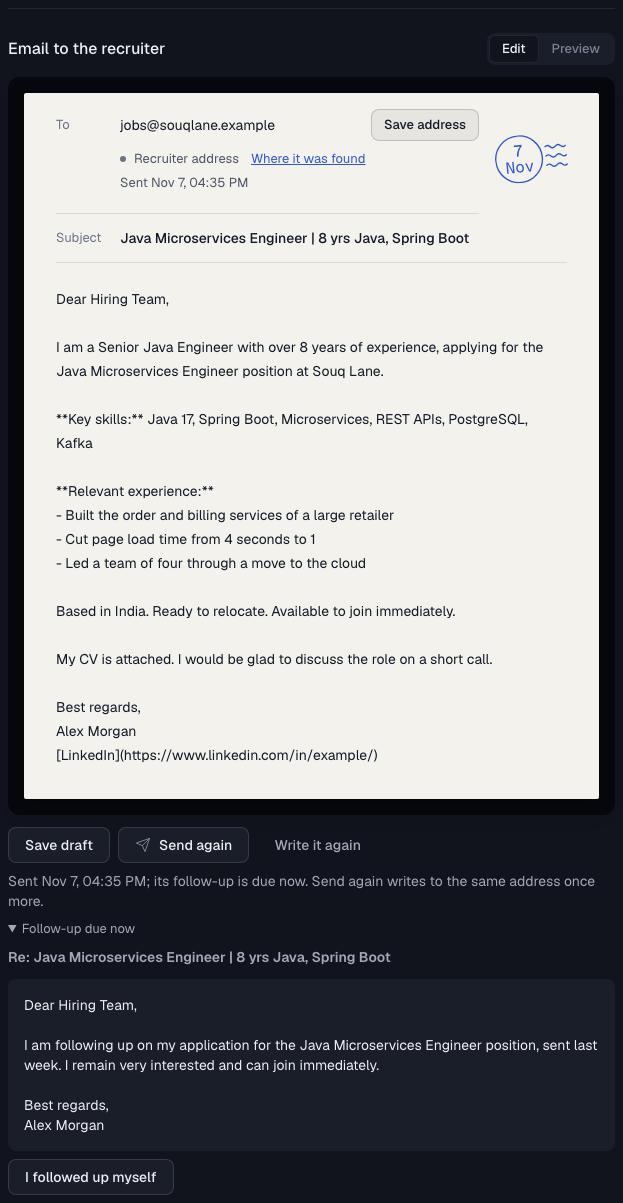 Email to the recruiter
Edit
Preview
To
jobs@souqlane.example
Save address
Recruiter address
Where it was found
Sent Nov 7, 04:35 PM
7
Nov
Subject
Java Microservices Engineer | 8 yrs Java, Spring Boot
Dear Hiring Team,
I am a Senior Java Engineer with over 8 years of experience, applying for the
Java Microservices Engineer position at Souq Lane.
**Key skills:** Java 17, Spring Boot, Microservices, REST APIs, PostgreSQL,
Kafka
**Relevant experience:**
- Built the order and billing services of a large retailer
- Cut page load time from 4 seconds to 1
- Led a team of four through a move to the cloud
Based in India. Ready to relocate. Available to join immediately.
My CV is attached. I would be glad to discuss the role on a short call.
Best regards,
Alex Morgan
[LinkedIn](https://www.linkedin.com/in/example/)
Save draft
Send again
Write it again
Sent Nov 7, 04:35 PM; its follow-up is due now. Send again writes to the same address once
more.
▼ Follow-up due now
Re: Java Microservices Engineer | 8 yrs Java, Spring Boot
Dear Hiring Team,
I am following up on my application for the Java Microservices Engineer position, sent last
week. I remain very interested and can join immediately.
Best regards,
Alex Morgan
I followed up myself